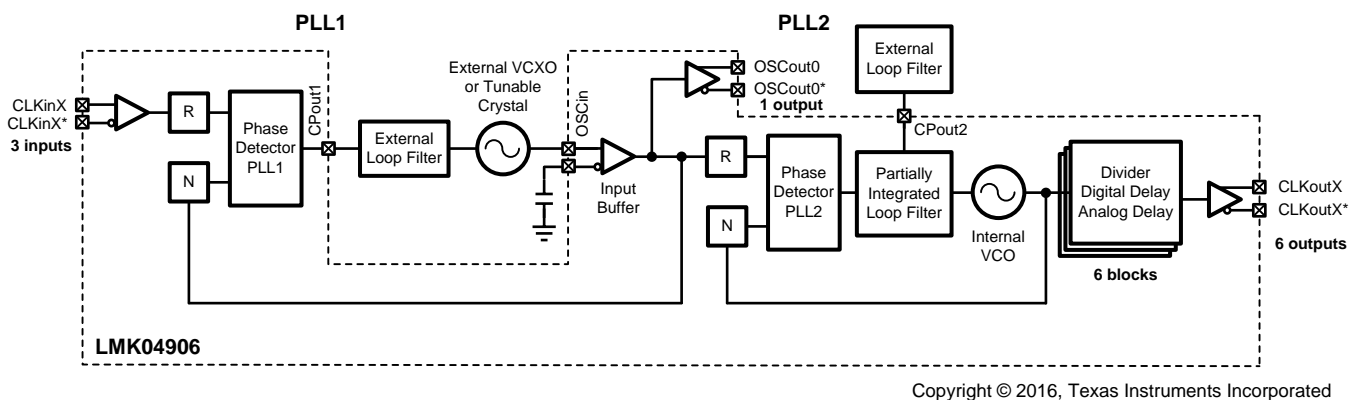 PLL1
PLL2
CLKinX
CLKinX*
3 inputs
R
N
Phase
Detector
PLL1
CPout1
External
Loop Filter
External VCXO
or Tunable
Crystal
OSCin
Input
Buffer
OSCout0
OSCout0*
1 output
External
Loop Filter
CPout2
R
N
Phase
Detector
PLL2
Partially
Integrated
Loop Filter
Internal
VCO
Divider
Digital Delay
Analog Delay
6 blocks
CLKoutX
CLKoutX*
6 outputs
LMK04906
Copyright © 2016, Texas Instruments Incorporated